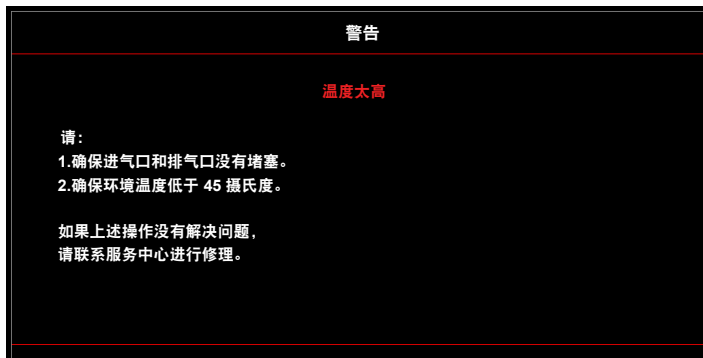 警告
温度太高
请：
1.确保进气口和排气口没有堵塞。
2.确保环境温度低于 45 摄氏度。
如果上述操作没有解决问题，
请联系服务中心进行修理。